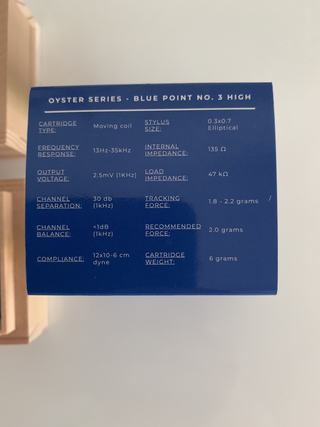 OYSTER SERIES - BLUE POINT NO. 3 HIGH
CARTRIDGE TYPE: Moving coil STYLUS SIZE: 0.3x0.7 Elliptical
FREQUENCY RESPONSE: 13Hz-35kHz INTERNAL IMPEDANCE: 135 Ω
OUTPUT VOLTAGE: 2.5mV (1KHz) LOAD IMPEDANCE: 47 kΩ
CHANNEL SEPARATION: 30 db (1kHz) TRACKING FORCE: 1.8 - 2.2 grams
CHANNEL BALANCE: <1dB (1kHz) RECOMMENDED FORCE: 2.0 grams
COMPLIANCE: 12x10-6 cm dyne CARTRIDGE WEIGHT: 6 grams